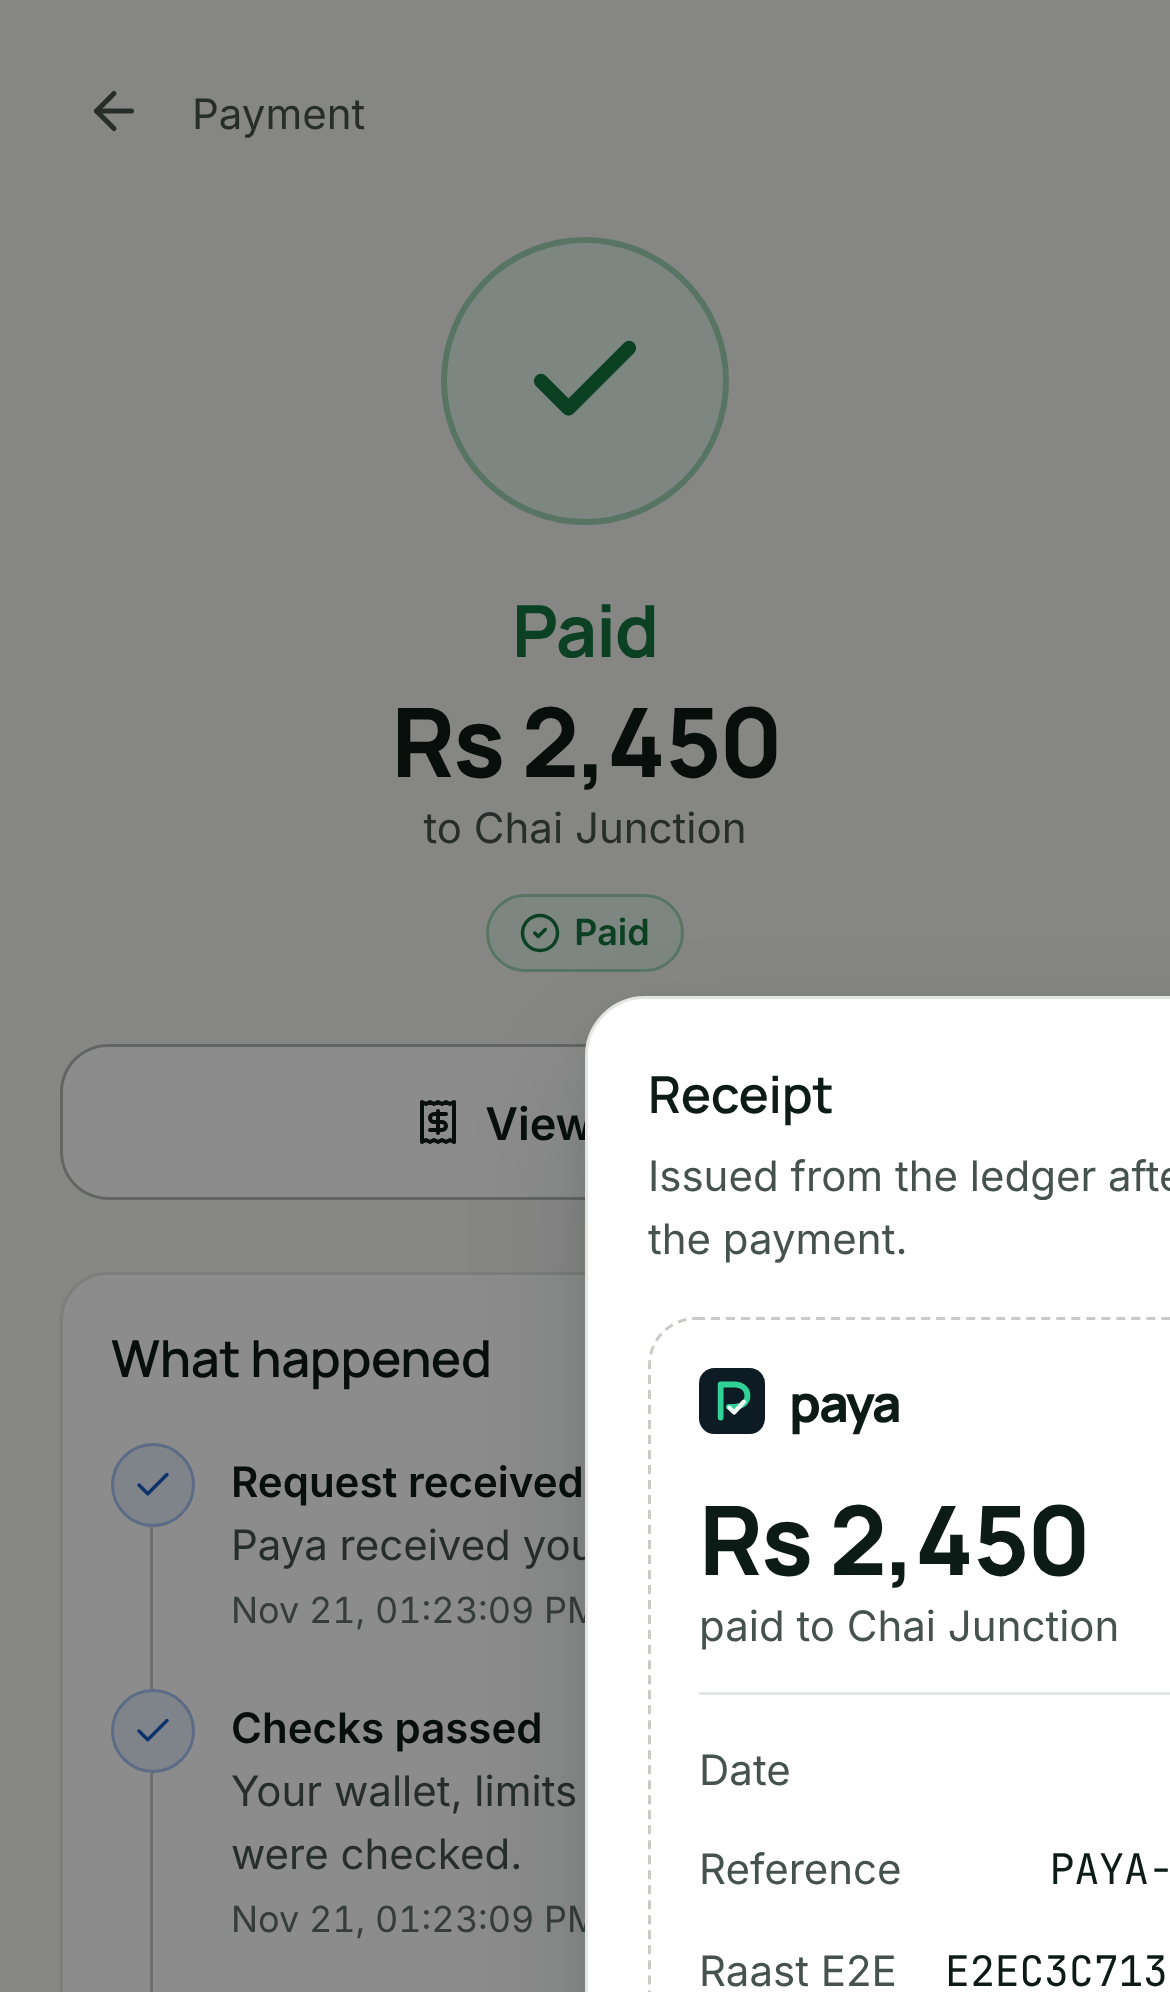 Payment
Paid
Rs 2,450
to Chai Junction
Paid
View
What happened
Request received
Paya received you
Nov 21, 01:23:09 PM
Checks passed
Your wallet, limits
were checked.
Nov 21, 01:23:09 PM
Receipt
Issued from the ledger afte
the payment.
paya
Rs 2,450
paid to Chai Junction
Date
Reference PAYA-
Raast E2E E2EC3C713